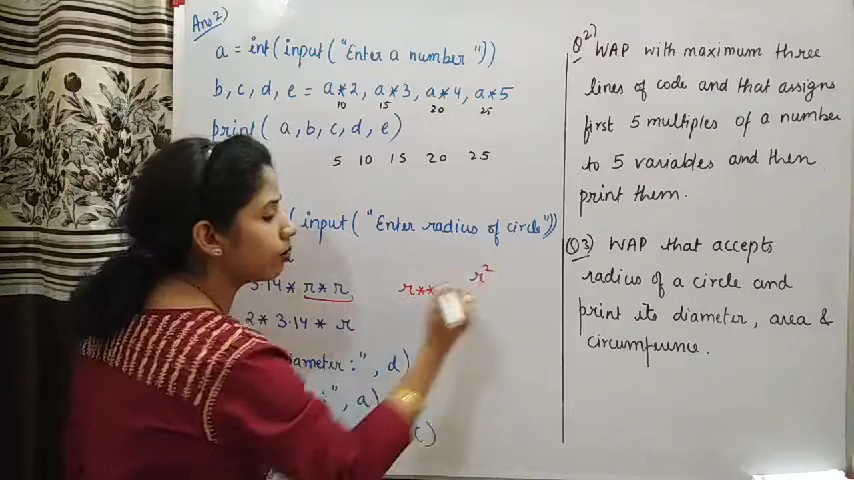 Ans 2)
a = int(input("Enter a number"))
b, c, d, e = a*2, a*3, a*4, a*5
10 15 20 25
print( a, b, c, d, e)
5 10 15 20 25
(input("Enter radius of circle"))
3.14 * r*r r** r²
2 * 3.14 * r
iameter :", d)
:", a)
c)
Q2) WAP with maximum three
lines of code and that assigns
first 5 multiples of a number
to 5 variables and then
print them.
Q3) WAP that accepts
radius of a circle and
print its diameter, area &
circumference.